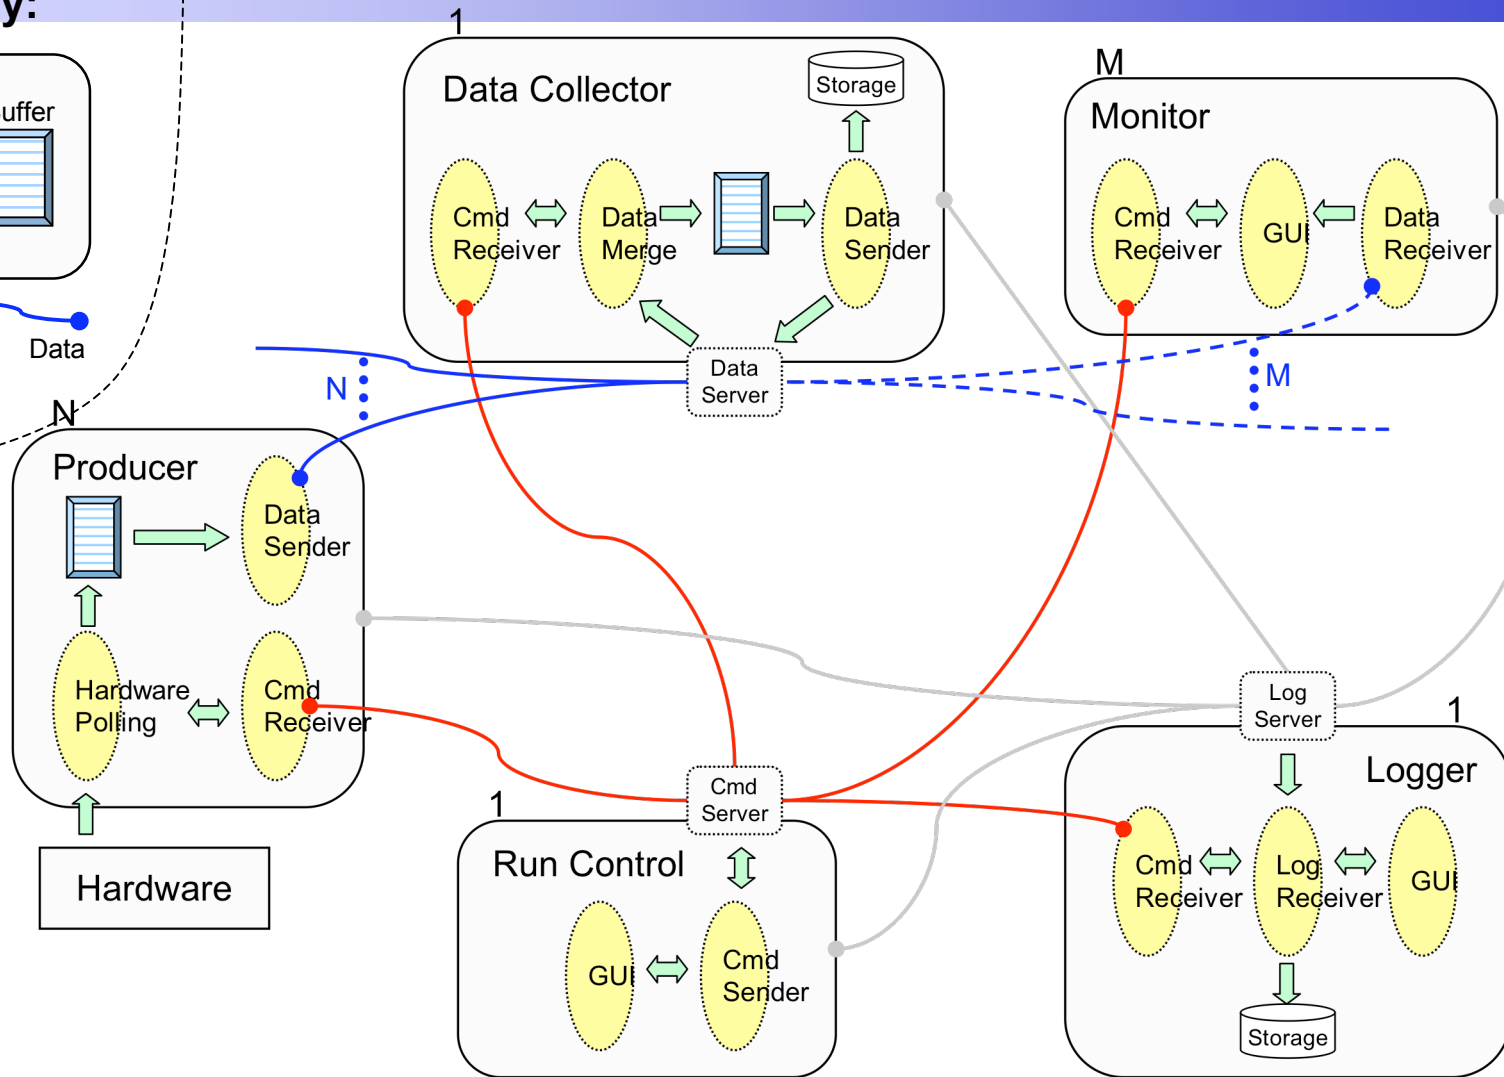 y:
1
Data Collector
Storage
Cmd
Receiver
Data
Merge
Data
Sender
Data
Server
M
Monitor
Cmd
Receiver
GUI
Data
Receiver
uffer
Data
N
M
N
Producer
Data
Sender
Hardware
Polling
Cmd
Receiver
Hardware
Cmd
Server
1
Run Control
GUI
Cmd
Sender
Log
Server
1
Logger
Cmd
Receiver
Log
Receiver
GUI
Storage